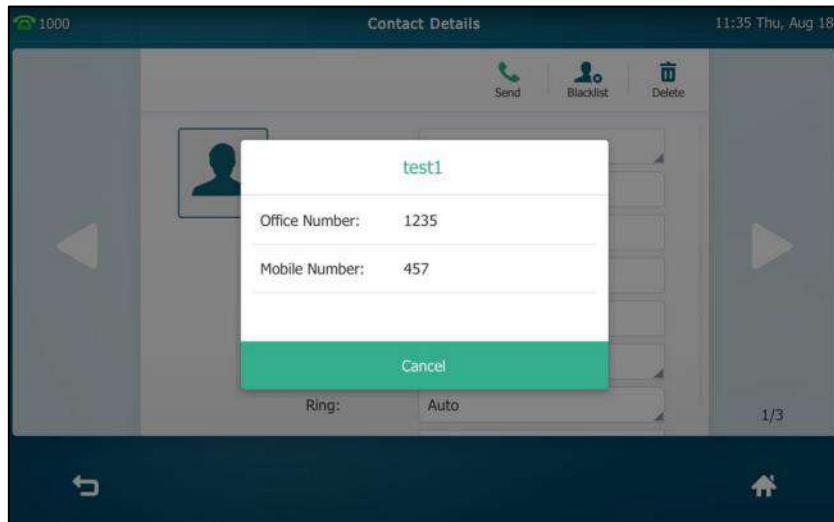 1000 Contact Details 11:35 Thu, Aug 18
Send Blacklist Delete
test1
Office Number: 1235
Mobile Number: 457
Cancel
Ring: Auto
1/3